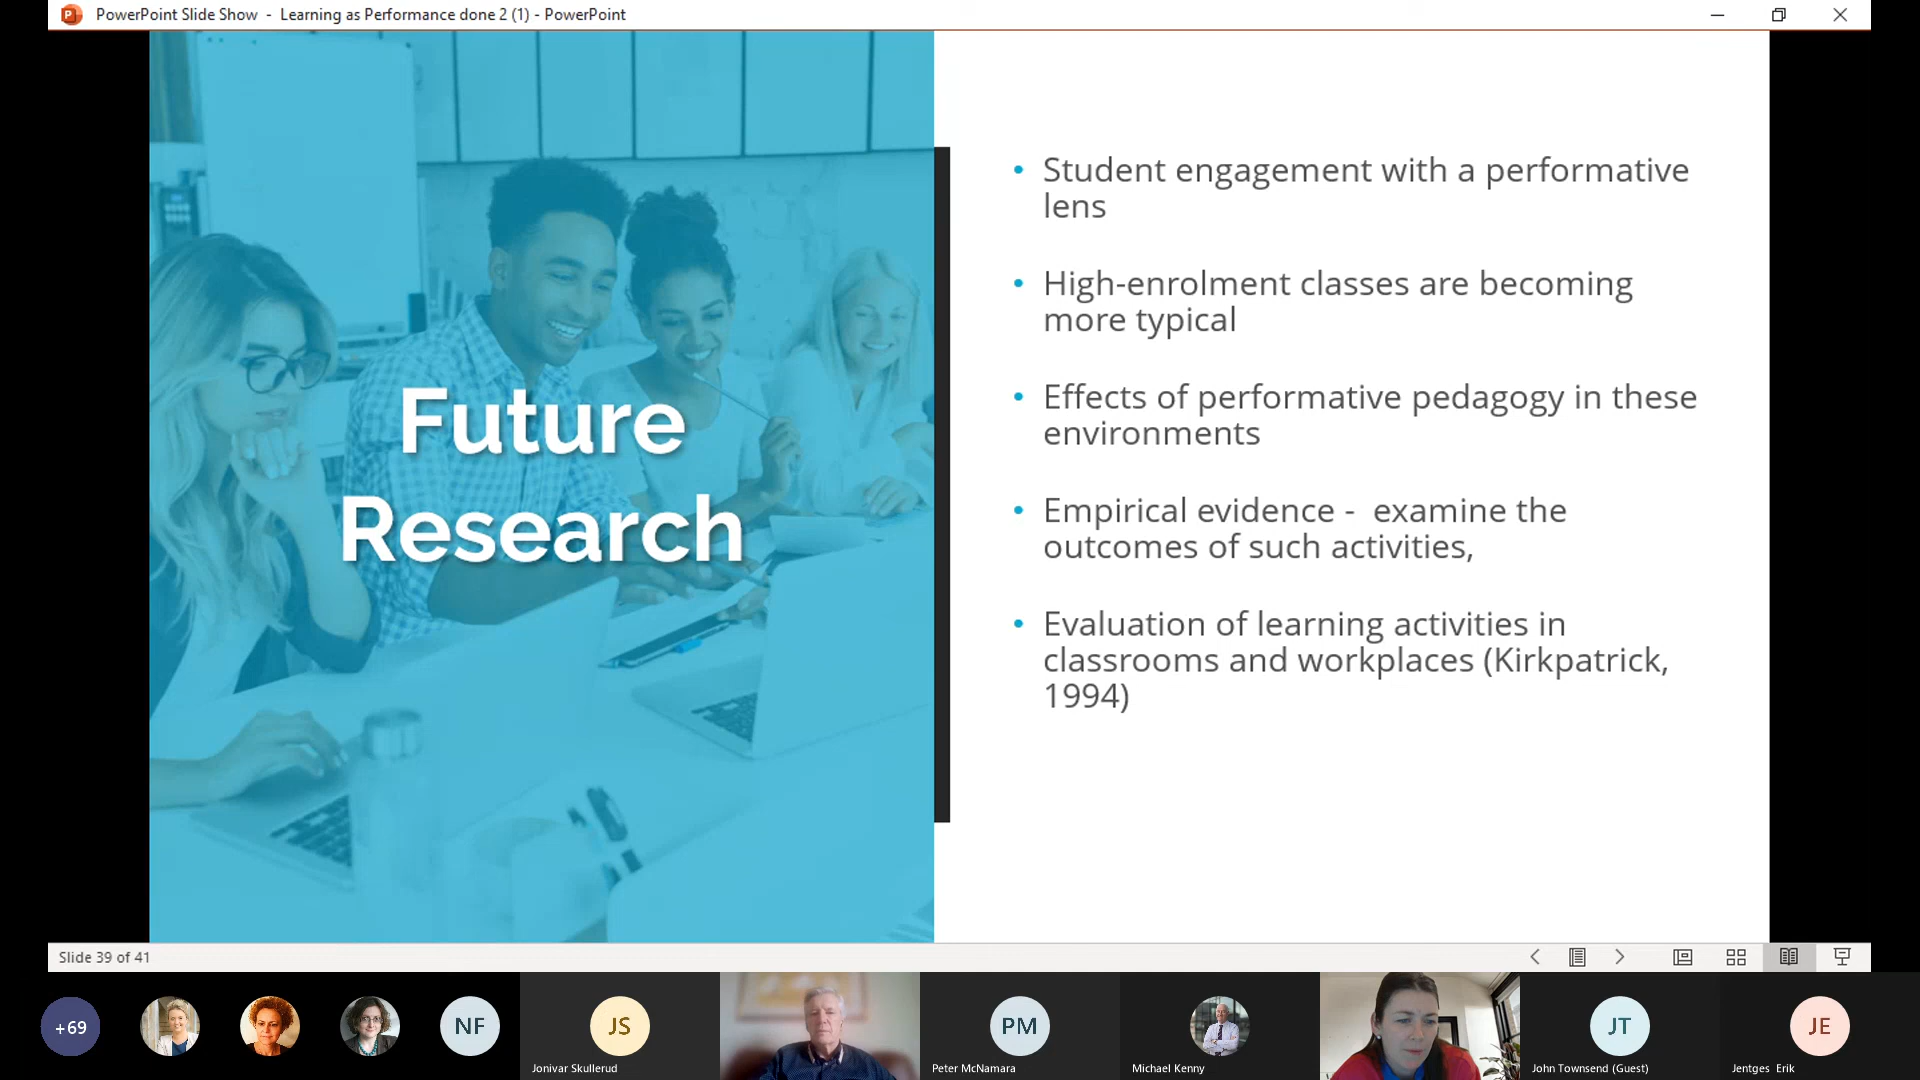 PowerPoint Slide Show - Learning as Performance done 2 (1) - PowerPoint
Future
Research
• Student engagement with a performative
lens
• High-enrolment classes are becoming
more typical
• Effects of performative pedagogy in these
environments
• Empirical evidence - examine the
outcomes of such activities,
• Evaluation of learning activities in
classrooms and workplaces (Kirkpatrick,
1994)
Slide 39 of 41
+69
NF
JS
Jonivar Skullerud
PM
Peter McNamara
Michael Kenny
JT
John Townsend (Guest)
JE
Jentges Erik